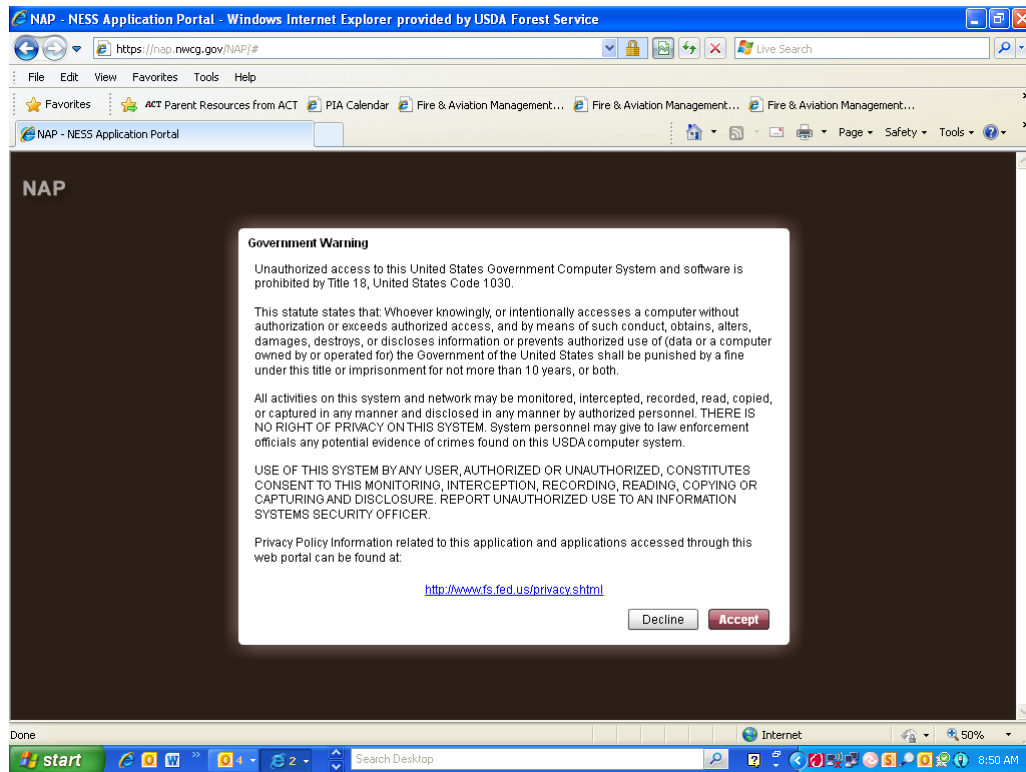 NAP - NESS Application Portal - Windows Internet Explorer provided by USDA Forest Service
https://nap.nwcg.gov/NAP/#
Live Search
File Edit View Favorites Tools Help
Favorites ACT Parent Resources from ACT PIA Calendar Fire & Aviation Management... Fire & Aviation Management... Fire & Aviation Management...
NAP - NESS Application Portal Page Safety Tools
NAP
Government Warning
Unauthorized access to this United States Government Computer System and software is
prohibited by Title 18, United States Code 1030.
This statute states that: Whoever knowingly, or intentionally accesses a computer without
authorization or exceeds authorized access, and by means of such conduct, obtains, alters,
damages, destroys, or discloses information or prevents authorized use of (data or a computer
owned by or operated for) the Government of the United States shall be punished by a fine
under this title or imprisonment for not more than 10 years, or both.
All activities on this system and network may be monitored, intercepted, recorded, read, copied,
or captured in any manner and disclosed in any manner by authorized personnel. THERE IS
NO RIGHT OF PRIVACY ON THIS SYSTEM. System personnel may give to law enforcement
officials any potential evidence of crimes found on this USDA computer system.
USE OF THIS SYSTEM BY ANY USER, AUTHORIZED OR UNAUTHORIZED, CONSTITUTES
CONSENT TO THIS MONITORING, INTERCEPTION, RECORDING, READING, COPYING OR
CAPTURING AND DISCLOSURE. REPORT UNAUTHORIZED USE TO AN INFORMATION
SYSTEMS SECURITY OFFICER.
Privacy Policy Information related to this application and applications accessed through this
web portal can be found at:
http://www.fs.fed.us/privacy.shtml
Decline Accept
Done Internet 50%
start 4 2 Search Desktop 8:50 AM